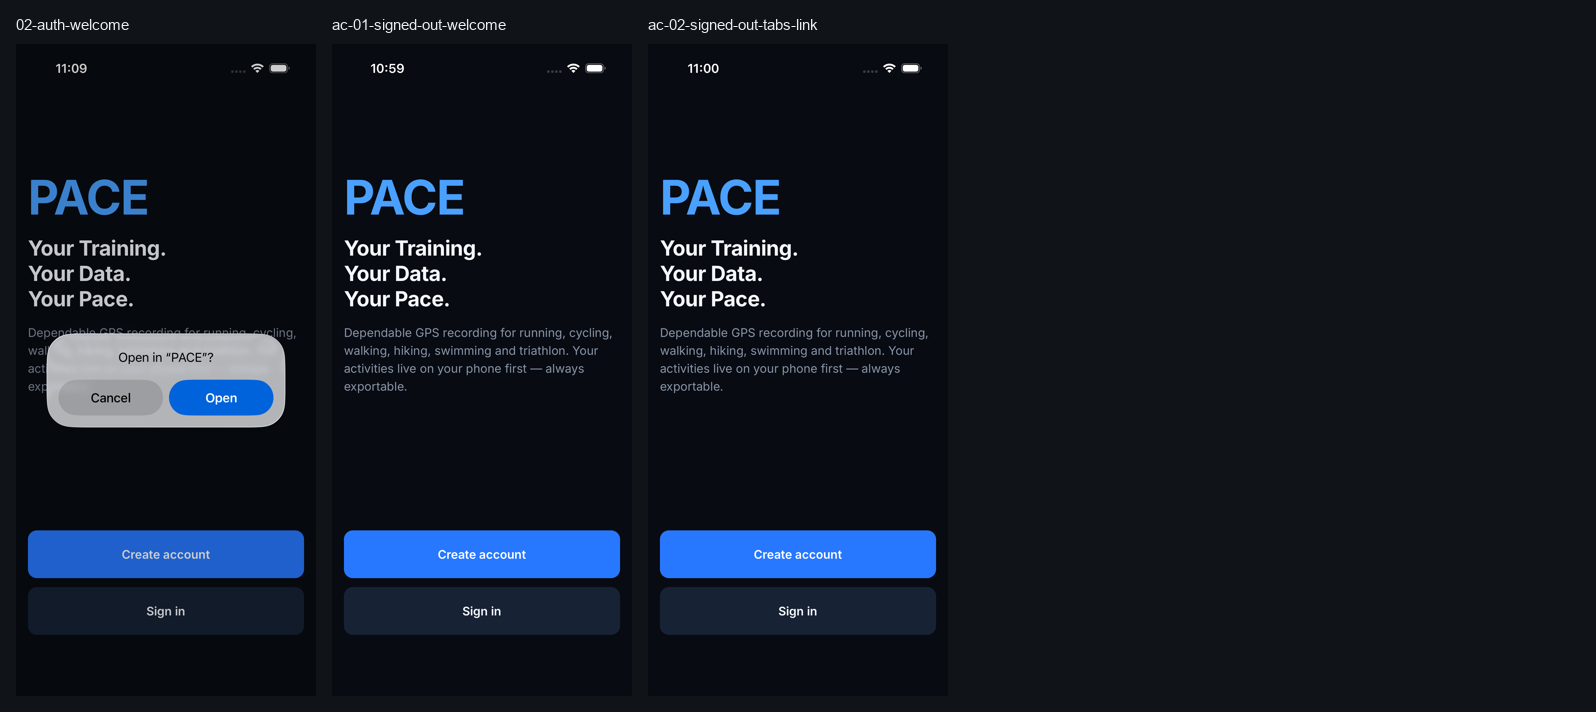 02-auth-welcome
11:09
PACE
Your Training.
Your Data.
Your Pace.
Dependable GPS recording for running, cycling,
Open in “PACE”?
Cancel
Open
Create account
Sign in
ac-01-signed-out-welcome
10:59
PACE
Your Training.
Your Data.
Your Pace.
Dependable GPS recording for running, cycling,
walking, hiking, swimming and triathlon. Your
activities live on your phone first — always
exportable.
Create account
Sign in
ac-02-signed-out-tabs-link
11:00
PACE
Your Training.
Your Data.
Your Pace.
Dependable GPS recording for running, cycling,
walking, hiking, swimming and triathlon. Your
activities live on your phone first — always
exportable.
Create account
Sign in